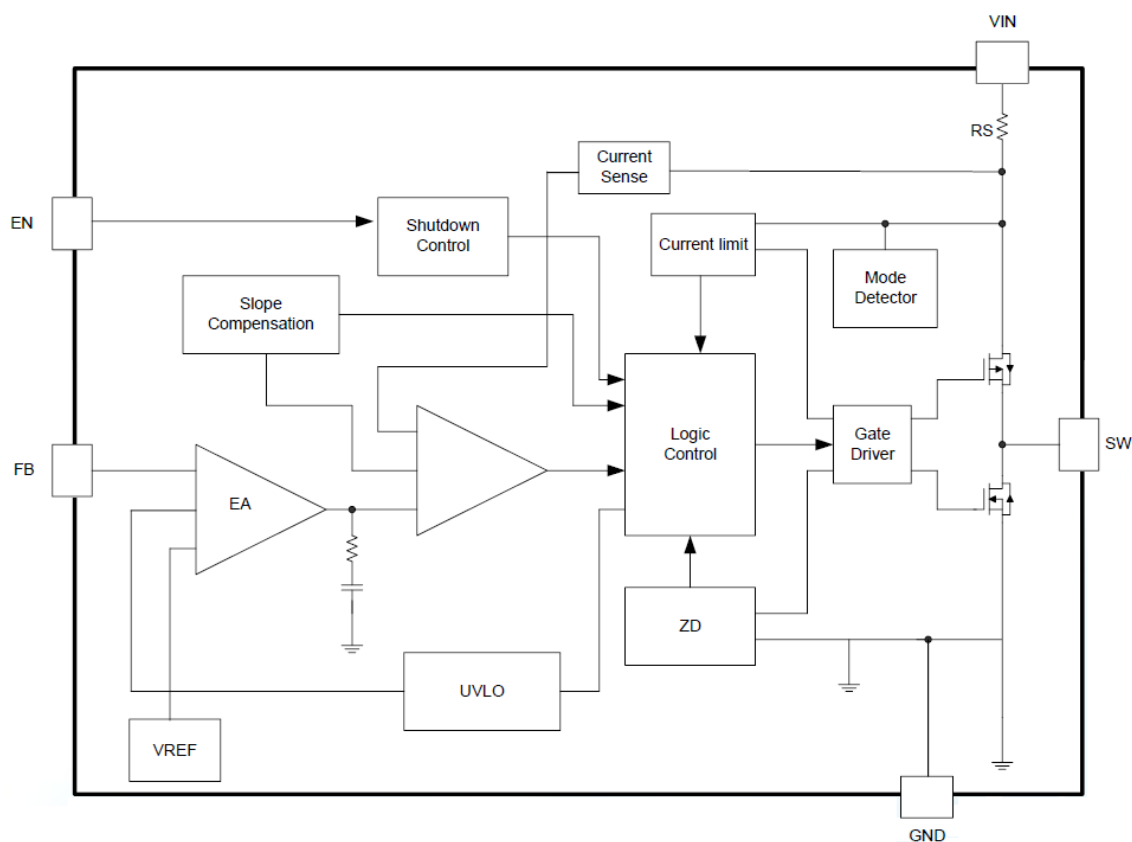 VIN
RS
Current
Sense
EN
Shutdown
Control
Current limit
Mode
Detector
Slope
Compensation
Logic
Control
Gate
Driver
SW
FB
EA
ZD
UVLO
VREF
GND